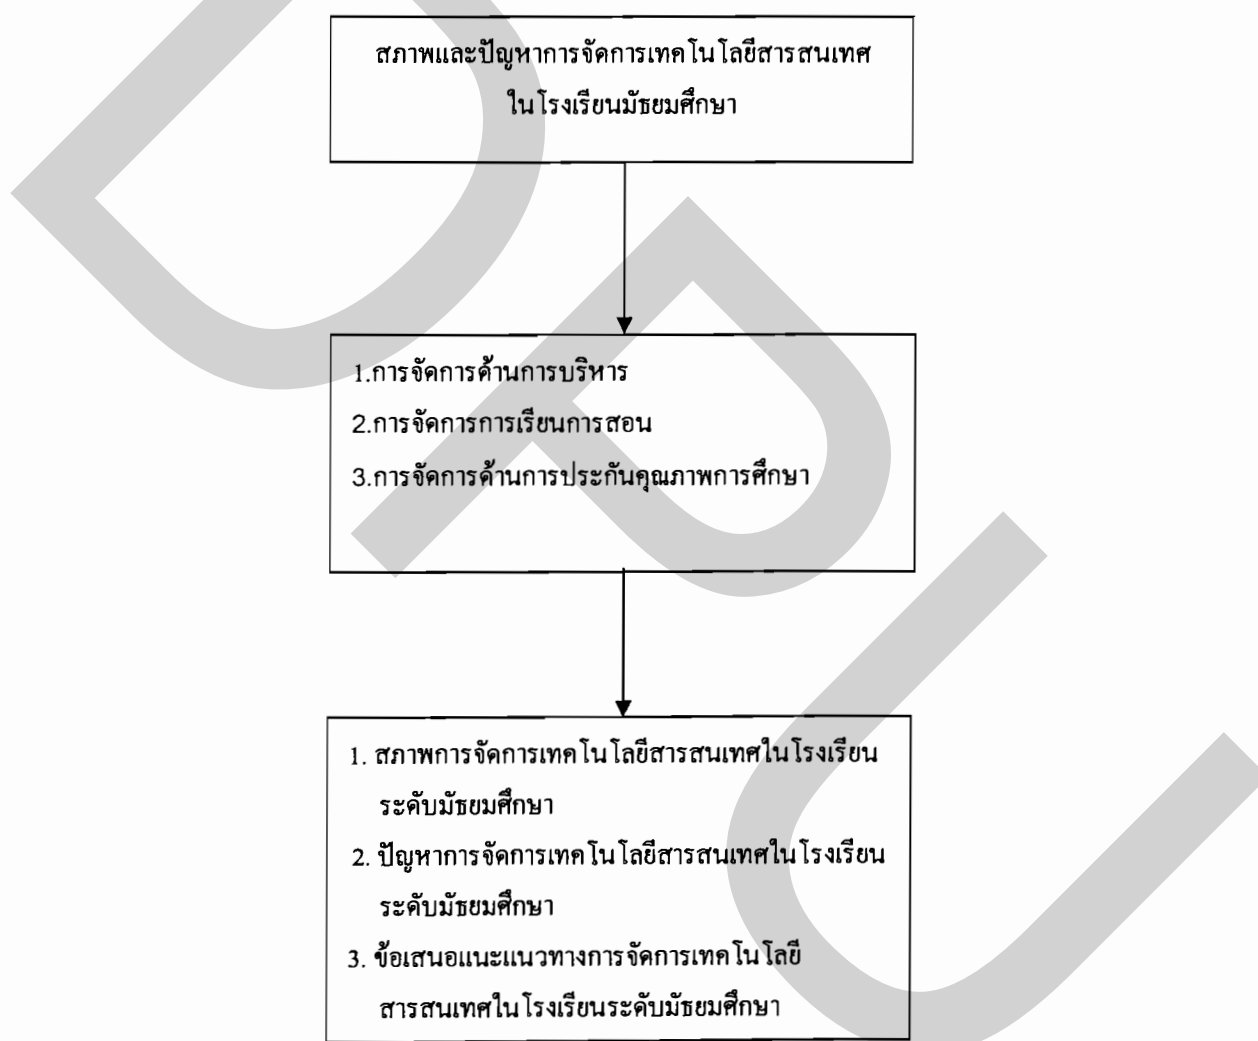 สภาพและปัญหาการจัดการเทคโนโลยีสารสนเทศ
ในโรงเรียนมัธยมศึกษา
1.การจัดการด้านการบริหาร
2.การจัดการการเรียนการสอน
3.การจัดการด้านการประกันคุณภาพการศึกษา
1. สภาพการจัดการเทคโนโลยีสารสนเทศในโรงเรียน
ระดับมัธยมศึกษา
2. ปัญหาการจัดการเทคโนโลยีสารสนเทศในโรงเรียน
ระดับมัธยมศึกษา
3. ข้อเสนอแนะแนวทางการจัดการเทคโนโลยี
สารสนเทศในโรงเรียนระดับมัธยมศึกษา
DPU